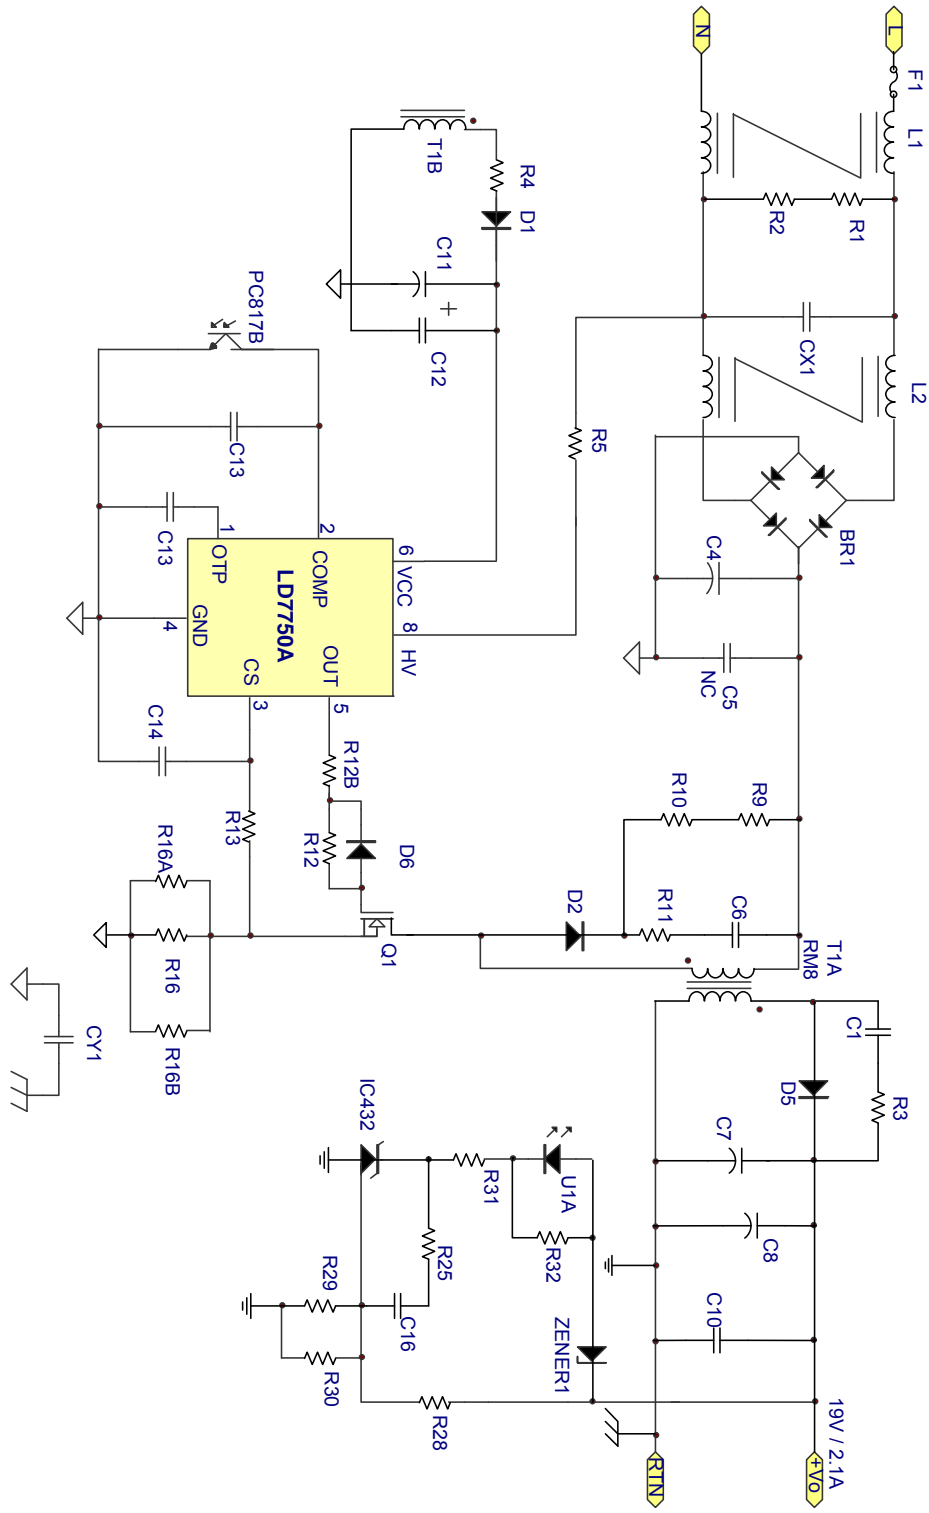 L
F1
L1
N
R1
R2
CX1
L2
BR1
C4
C5
NC
R9
R10
C6
R11
D2
T1A
RM8
C1
R3
D5
C7
C8
C10
19V / 2.1A
+Vo
RTN
T1B
R4
D1
C11
+
C12
R5
PC817B
C13
C13
1
2
6
8
OTP
COMP
VCC
HV
LD7750A
GND
4
CS
3
OUT
5
C14
R13
R12B
R12
D6
Q1
R16A
R16
R16B
CY1
IC432
U1A
R31
R32
R25
C16
R29
R30
ZENER1
R28